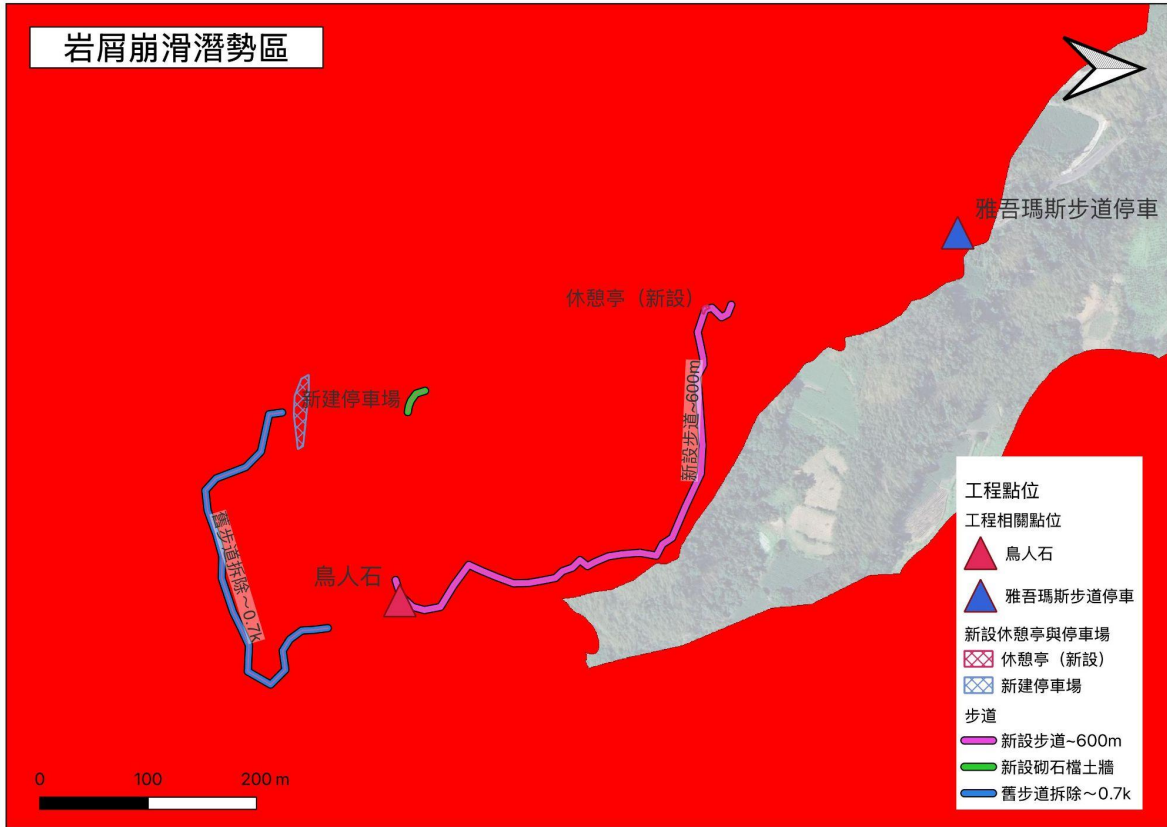 岩屑崩滑潛勢區
雅吾瑪斯步道停車
休憩亭（新設）
新建停車場
新設步道~600m
舊步道拆除～0.7k
鳥人石
工程點位
工程相關點位
鳥人石
雅吾瑪斯步道停車
新設休憩亭與停車場
休憩亭（新設）
新建停車場
步道
新設步道~600m
新設砌石檔土牆
舊步道拆除～0.7k
0 100 200 m